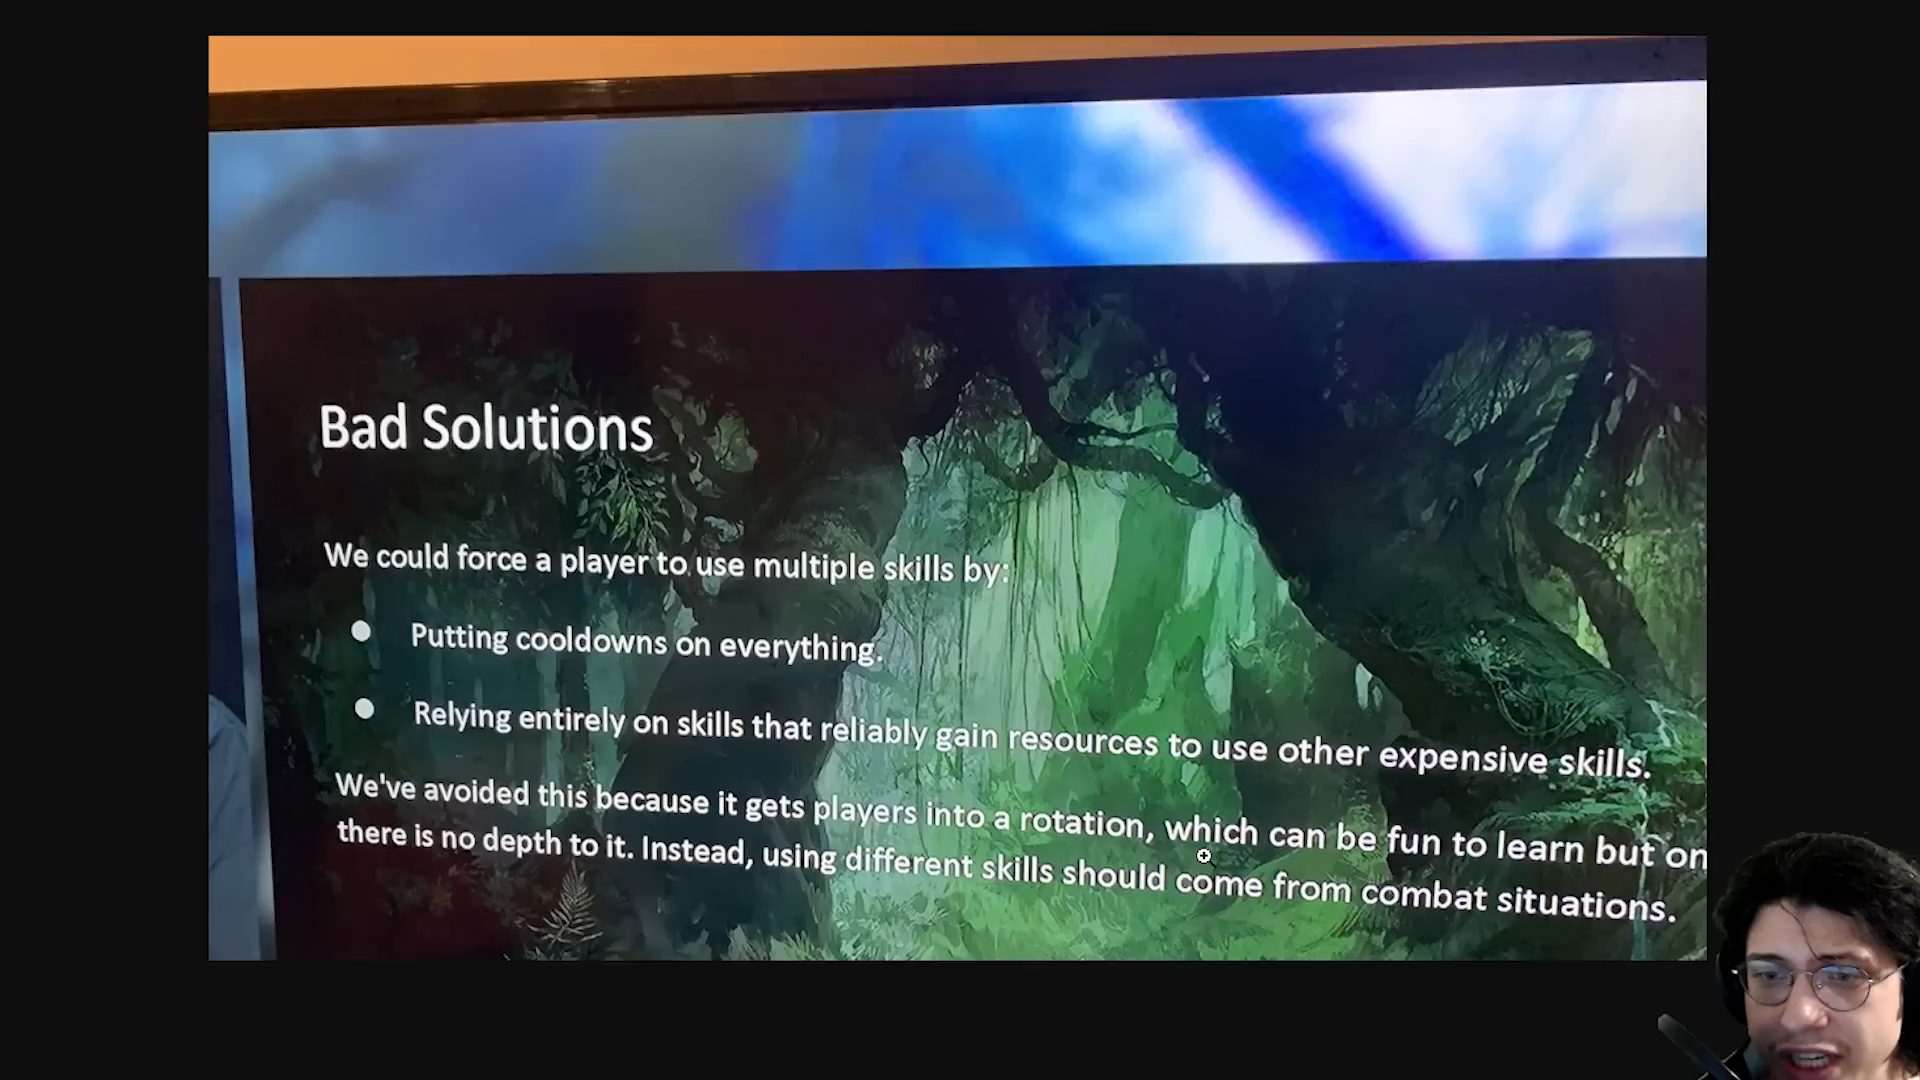 Bad Solutions
We could force a player to use multiple skills by:
● Putting cooldowns on everything.
● Relying entirely on skills that reliably gain resources to use other expensive skills.
We've avoided this because it gets players into a rotation, which can be fun to learn but
there is no depth to it. Instead, using different skills should come from combat situations.